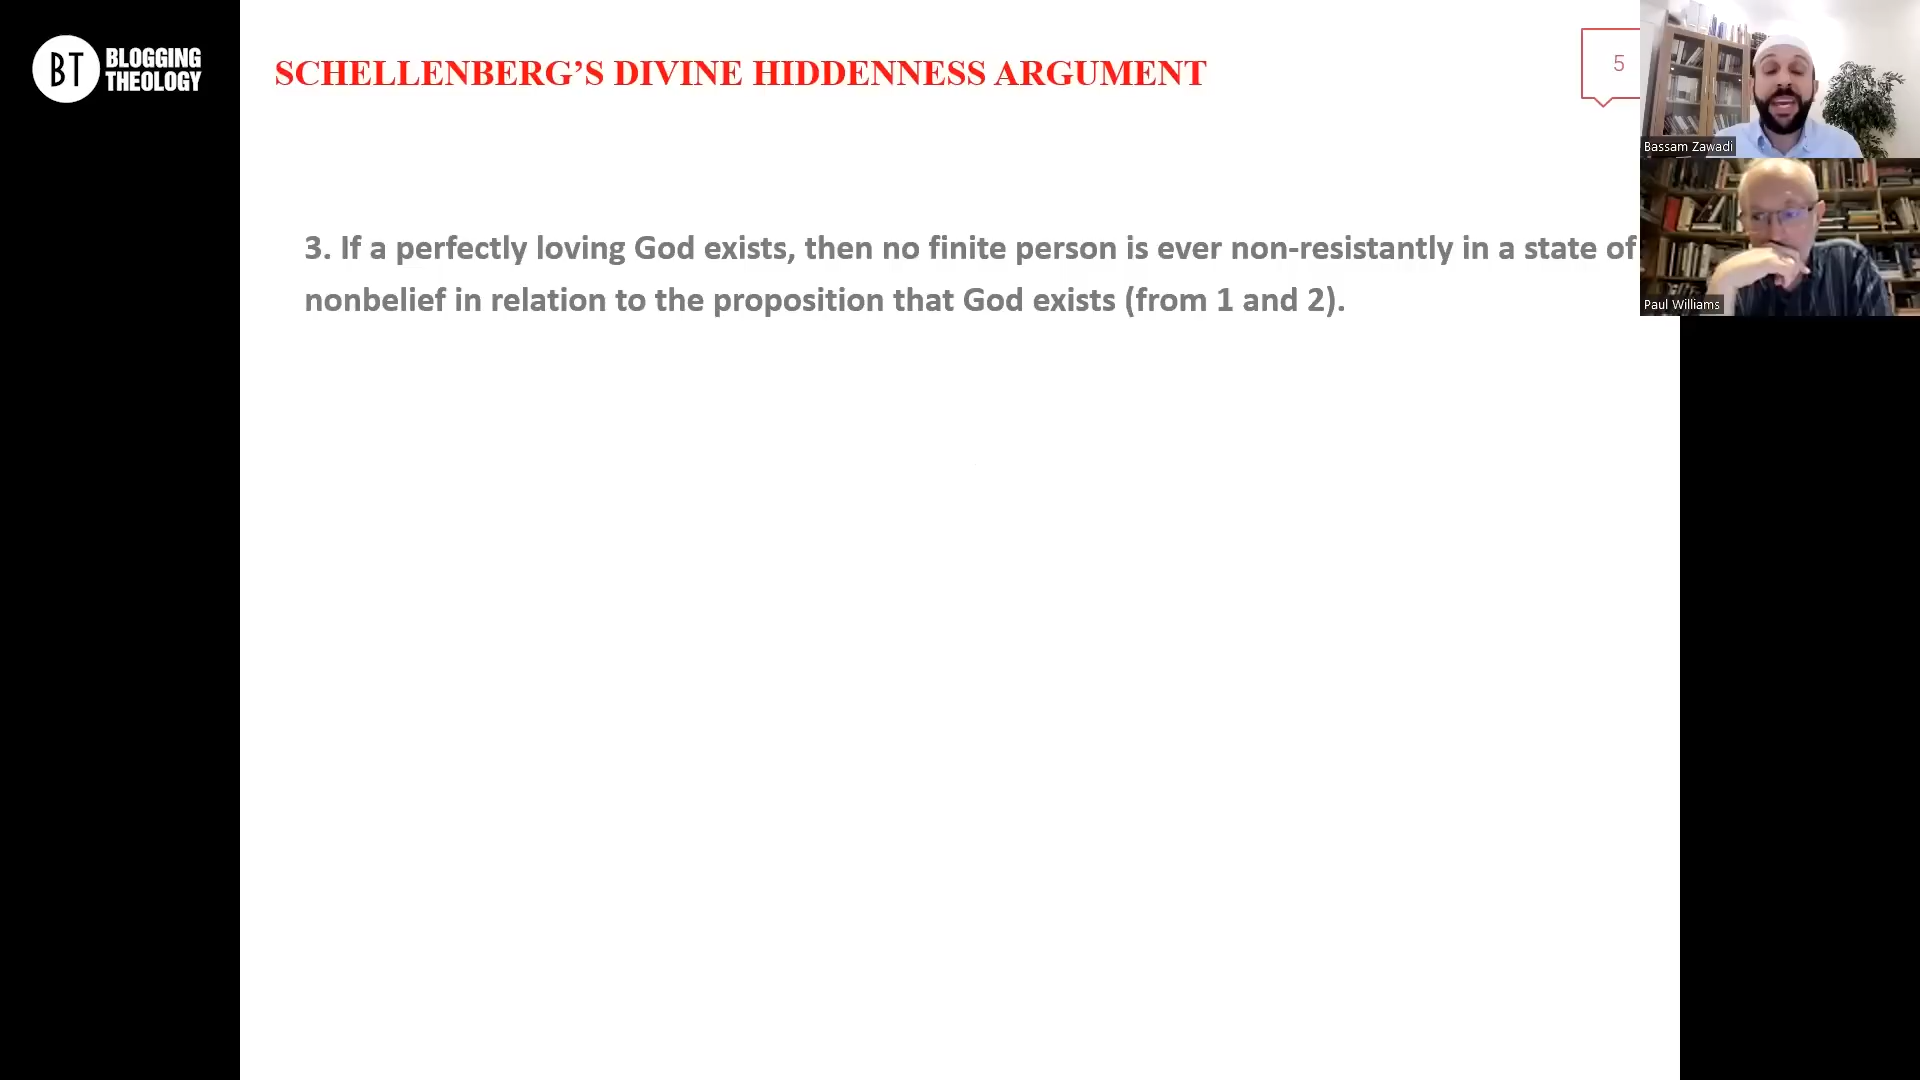 BT BLOGGING
THEOLOGY
SCHELLENBERG’S DIVINE HIDDENNESS ARGUMENT
5
Bassam Zawadi
3. If a perfectly loving God exists, then no finite person is ever non-resistantly in a state of
nonbelief in relation to the proposition that God exists (from 1 and 2).
Paul Williams